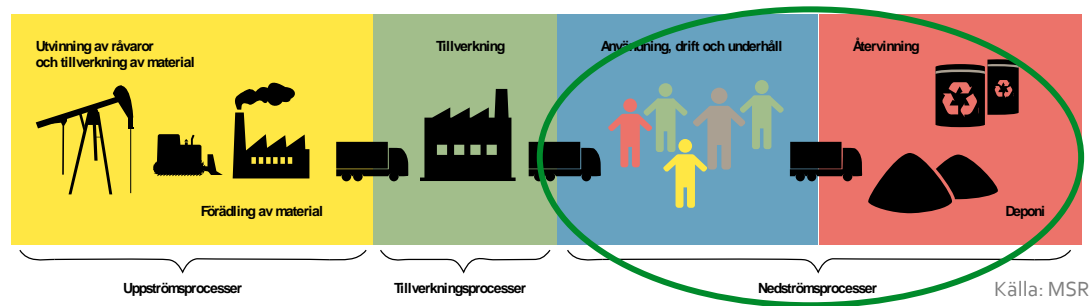 Utvinning av råvaror
och tillverkning av material
Tillverkning
Användning, drift och underhåll
Återvinning
Förädling av material
Deponi
Uppströmsprocesser
Tillverkningsprocesser
Nedströmsprocesser
Källa: MSR